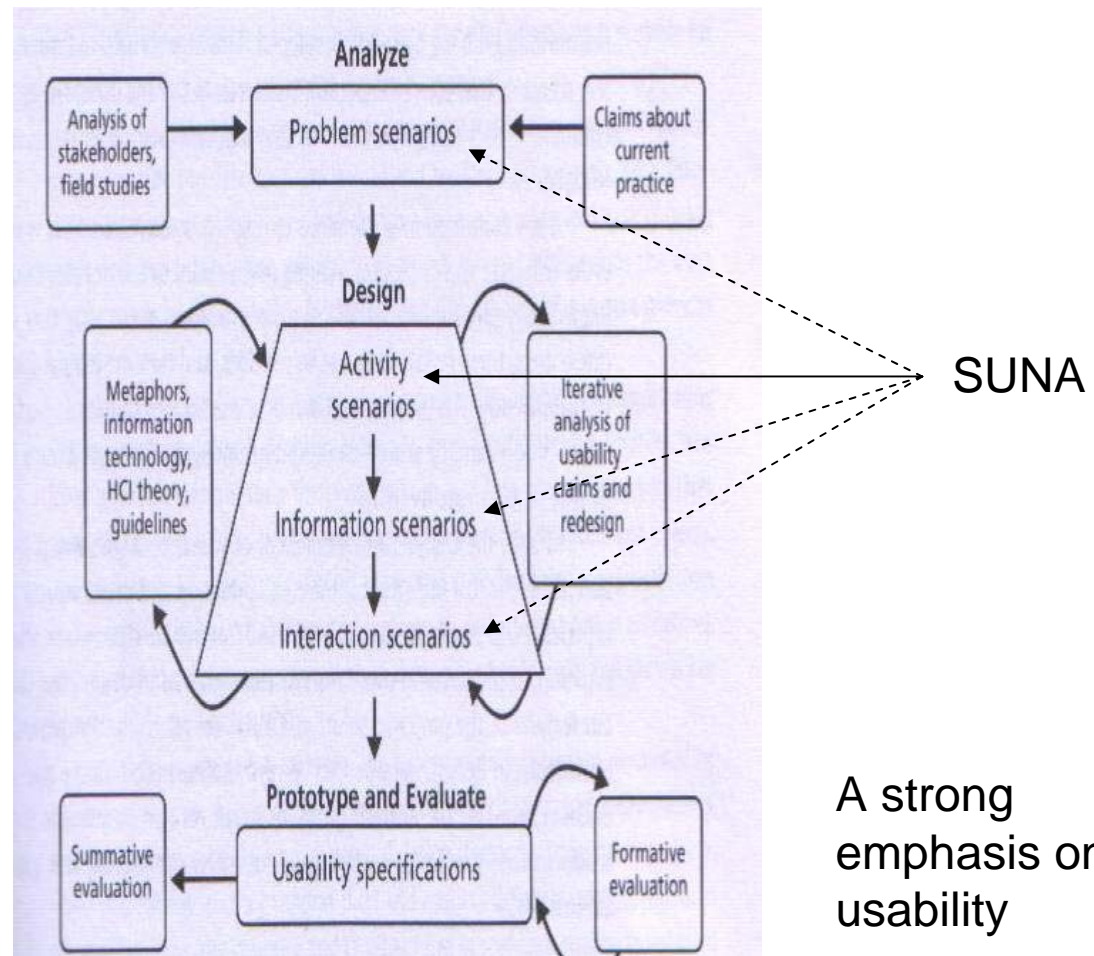 Analyze
Analysis of
stakeholders,
field studies
Problem scenarios
Claims about
current
practice
Design
Metaphors,
information
technology,
HCI theory,
guidelines
Activity
scenarios
Information scenarios
Interaction scenarios
Iterative
analysis of
usability
claims and
redesign
SUNA
Prototype and Evaluate
Summative
evaluation
Usability specifications
Formative
evaluation
A strong
emphasis on
usability